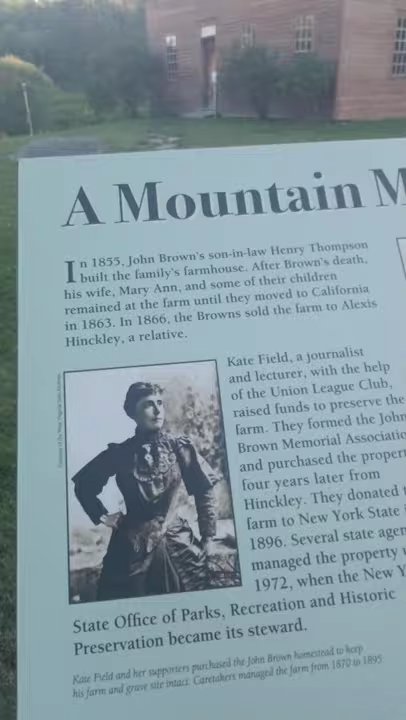 A Mountain M
In 1855, John Brown's son-in-law Henry Thompson
built the family's farmhouse. After Brown's death,
his wife, Mary Ann, and some of their children
remained at the farm until they moved to California
in 1863. In 1866, the Browns sold the farm to Alexis
Hinckley, a relative.
Kate Field, a journalist
and lecturer, with the help
of the Union League Club,
raised funds to preserve the
farm. They formed the John
Brown Memorial Associatio
and purchased the proper
four years later from
Hinckley. They donated t
farm to New York State
1896. Several state agen
managed the property
1972, when the New Y
State Office of Parks, Recreation and Historic
Preservation became its steward.
Kate Field and her supporters purchased the John Brown homestead to keep
his farm and grave site intact. Caretakers managed the farm from 1870 to 1895